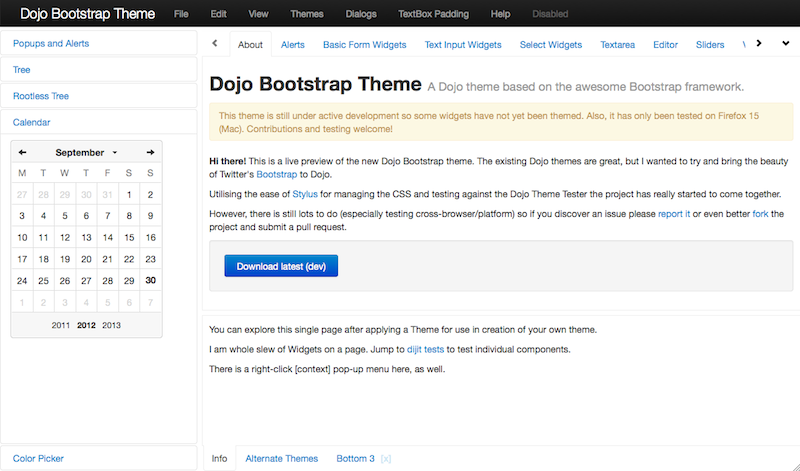 Dojo Bootstrap Theme File Edit View Themes Dialogs TextBox Padding Help Disabled
Popups and Alerts
Tree
Rootless Tree
Calendar
September
M T W T F S S
27 28 29 30 31 1 2
3 4 5 6 7 8 9
10 11 12 13 14 15 16
17 18 19 20 21 22 23
24 25 26 27 28 29 30
1 2 3 4 5 6 7
2011 2012 2013
Color Picker
About Alerts Basic Form Widgets Text Input Widgets Select Widgets Textarea Editor Sliders
Dojo Bootstrap Theme A Dojo theme based on the awesome Bootstrap framework.
This theme is still under active development so some widgets have not yet been themed. Also, it has only been tested on Firefox 15
(Mac). Contributions and testing welcome!
Hi there! This is a live preview of the new Dojo Bootstrap theme. The existing Dojo themes are great, but I wanted to try and bring the beauty
of Twitter's Bootstrap to Dojo.
Utilising the ease of Stylus for managing the CSS and testing against the Dojo Theme Tester the project has really started to come together.
However, there is still lots to do (especially testing cross-browser/platform) so if you discover an issue please report it or even better fork the
project and submit a pull request.
Download latest (dev)
You can explore this single page after applying a Theme for use in creation of your own theme.
I am whole slew of Widgets on a page. Jump to dijit tests to test individual components.
There is a right-click [context] pop-up menu here, as well.
Info Alternate Themes Bottom 3 [x]